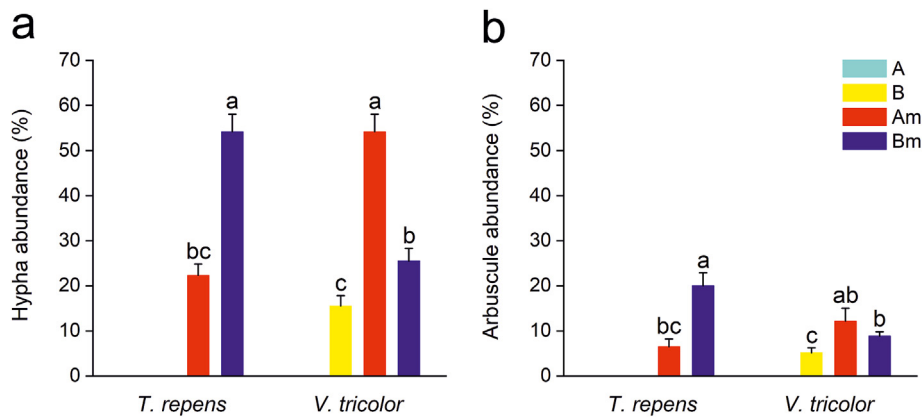 a
Hypha abundance (%)
70
60
50
40
30
20
10
0
bc
a
c
a
b
T. repens
V. tricolor
b
Arbuscule abundance (%)
70
60
50
40
30
20
10
0
bc
a
c
ab
b
T. repens
V. tricolor
A
B
Am
Bm